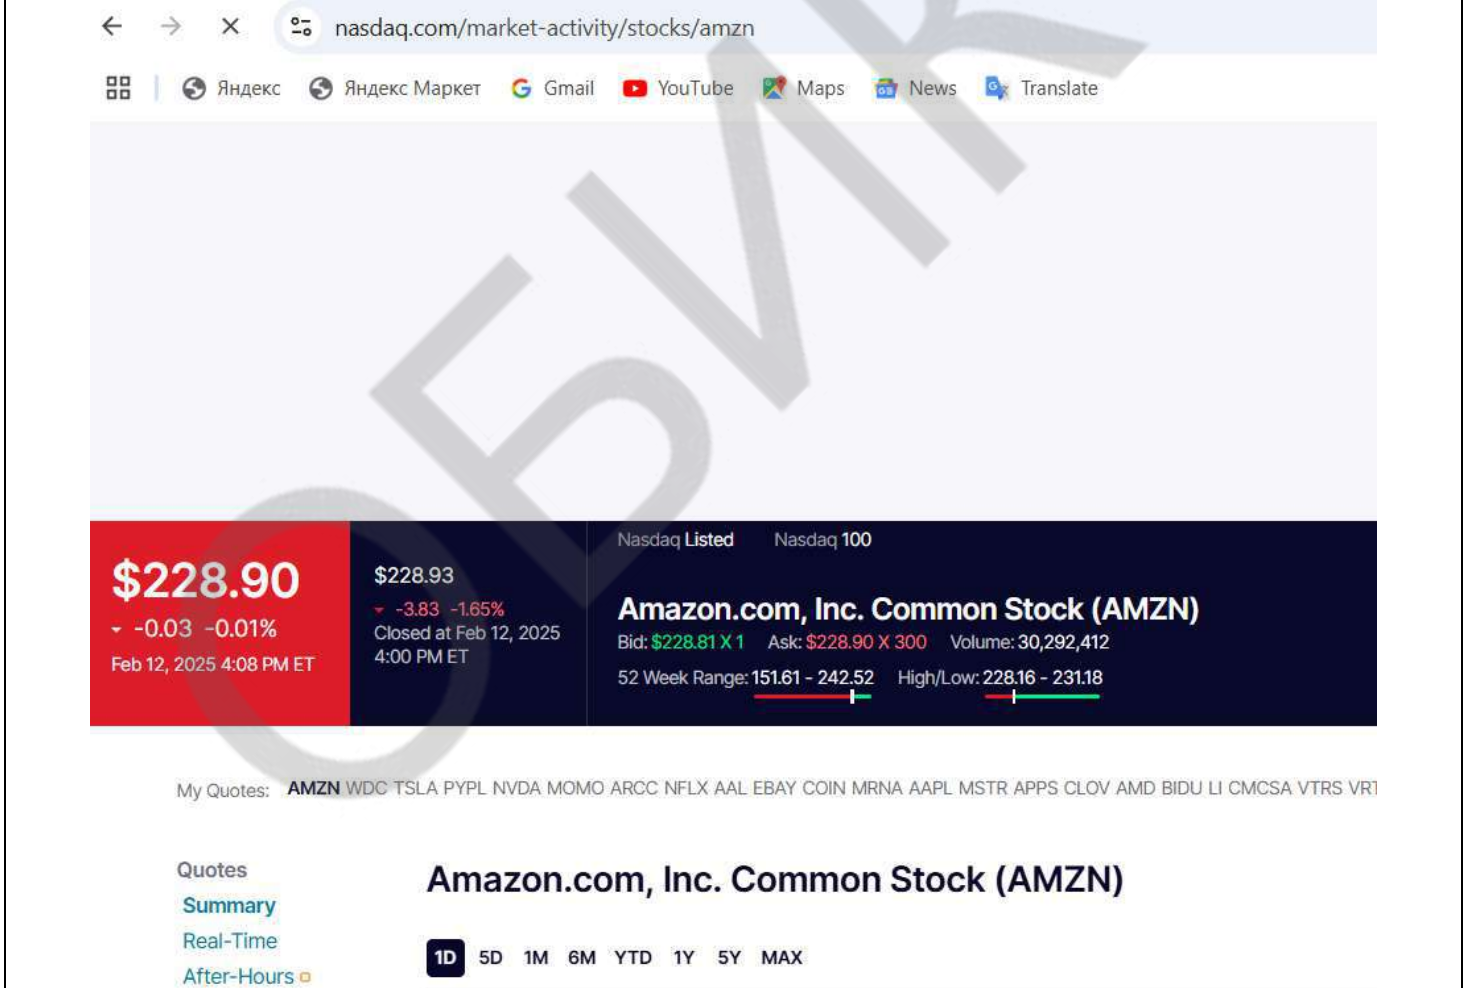 nasdaq.com/market-activity/stocks/amzn
Яндекс Яндекс Маркет Gmail YouTube Maps News Translate
ОБИК
Nasdaq Listed Nasdaq 100
$228.90
-0.03 -0.01%
Feb 12, 2025 4:08 PM ET
$228.93
-3.83 -1.65%
Closed at Feb 12, 2025
4:00 PM ET
Amazon.com, Inc. Common Stock (AMZN)
Bid: $228.81 X 1 Ask: $228.90 X 300 Volume: 30,292,412
52 Week Range: 151.61 - 242.52 High/Low: 228.16 - 231.18
My Quotes: AMZN WDC TSLA PYPL NVDA MOMO ARCC NFLX AAL EBAY COIN MRNA AAPL MSTR APPS CLOV AMD BIDU LI CMCSA VTRS
Quotes
Summary
Real-Time
After-Hours
Amazon.com, Inc. Common Stock (AMZN)
1D 5D 1M 6M YTD 1Y 5Y MAX